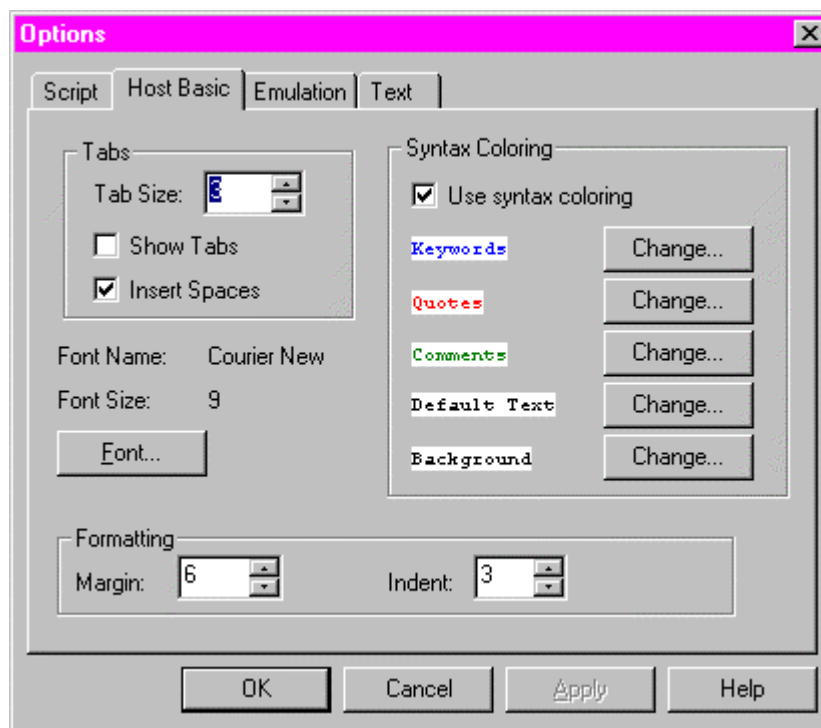 Options
Script Host Basic Emulation Text
Tabs
Tab Size: 3
Show Tabs
Insert Spaces
Font Name: Courier New
Font Size: 9
Font...
Syntax Coloring
Use syntax coloring
Keywords Change...
Quotes Change...
Comments Change...
Default Text Change...
Background Change...
Formatting
Margin: 6 Indent: 3
OK Cancel Apply Help